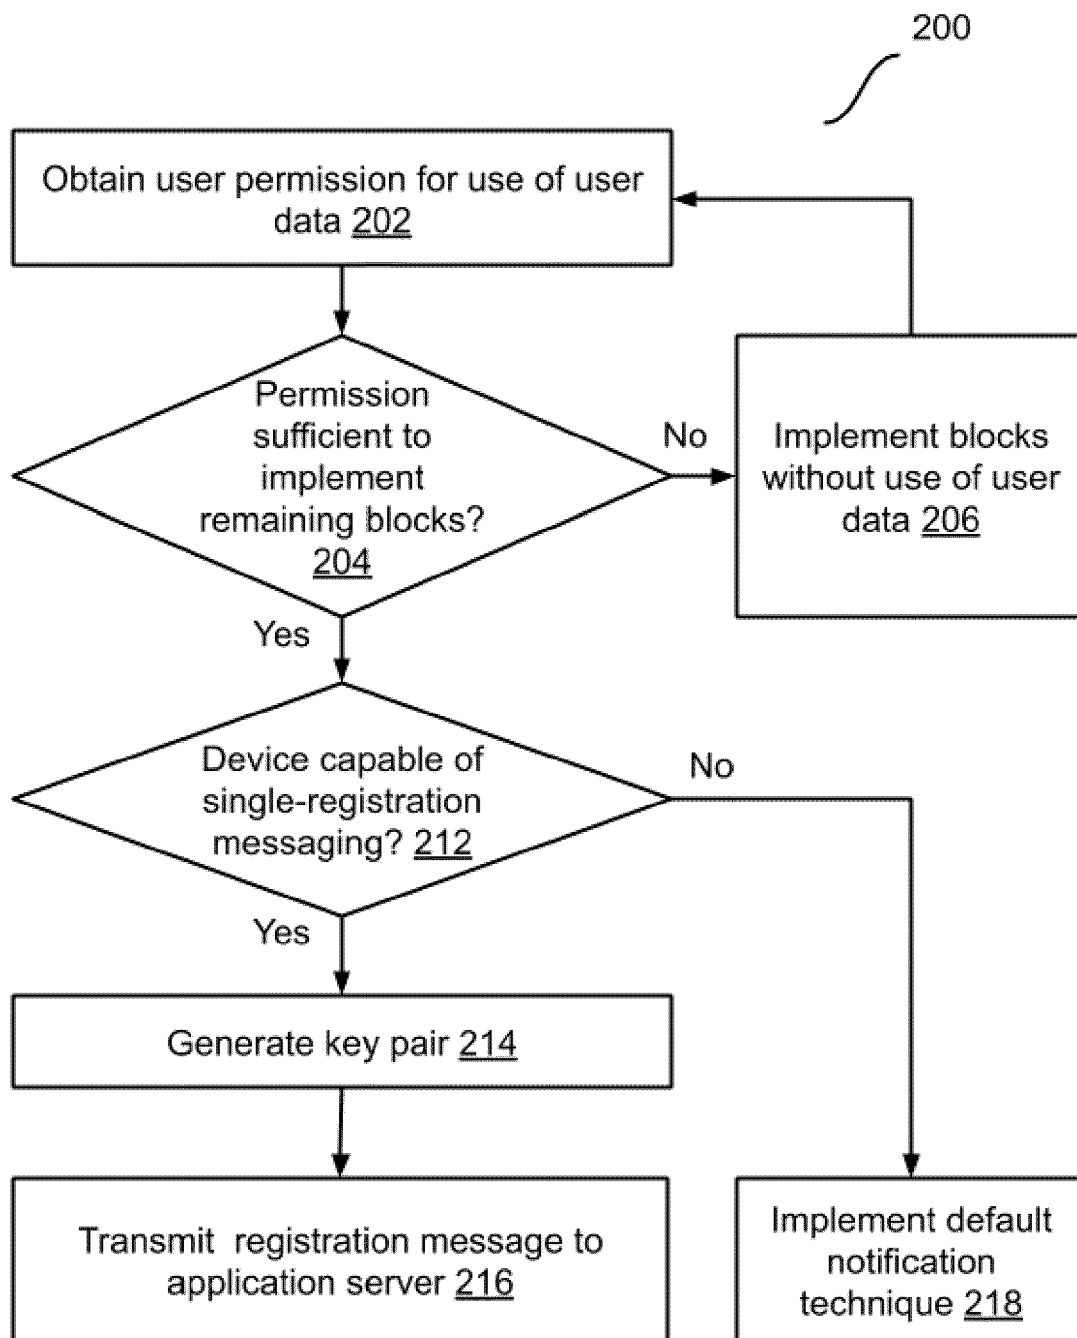 200
Obtain user permission for use of user
data 202
Permission
sufficient to
implement
remaining blocks?
204
No
Implement blocks
without use of user
data 206
Yes
Device capable of
single-registration
messaging? 212
No
Yes
Generate key pair 214
Transmit registration message to
application server 216
Implement default
notification
technique 218